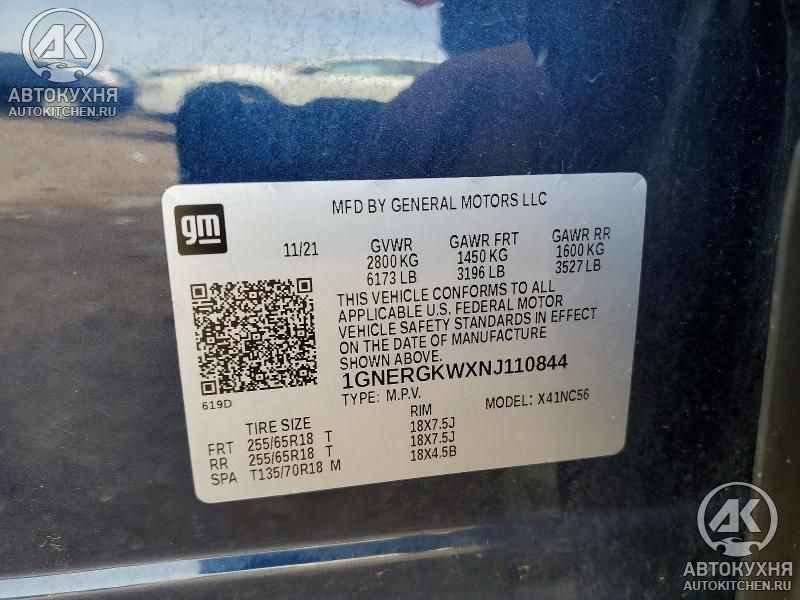 AK
АВТОКУХНЯ
AUTOKITCHEN.RU
gm
MFD BY GENERAL MOTORS LLC
11/21
GVWR GAWR FRT GAWR RR
2800 KG 1450 KG 1600 KG
6173 LB 3196 LB 3527 LB
THIS VEHICLE CONFORMS TO ALL
APPLICABLE U.S. FEDERAL MOTOR
VEHICLE SAFETY STANDARDS IN EFFECT
ON THE DATE OF MANUFACTURE
SHOWN ABOVE.
1GNERGKWXNJ110844
TYPE: M.P.V. MODEL: X41NC56
619D
TIRE SIZE RIM
FRT 255/65R18 T 18X7.5J
RR 255/65R18 T 18X7.5J
SPA T135/70R18 M 18X4.5B
AK
АВТОКУХНЯ
AUTOKITCHEN.RU